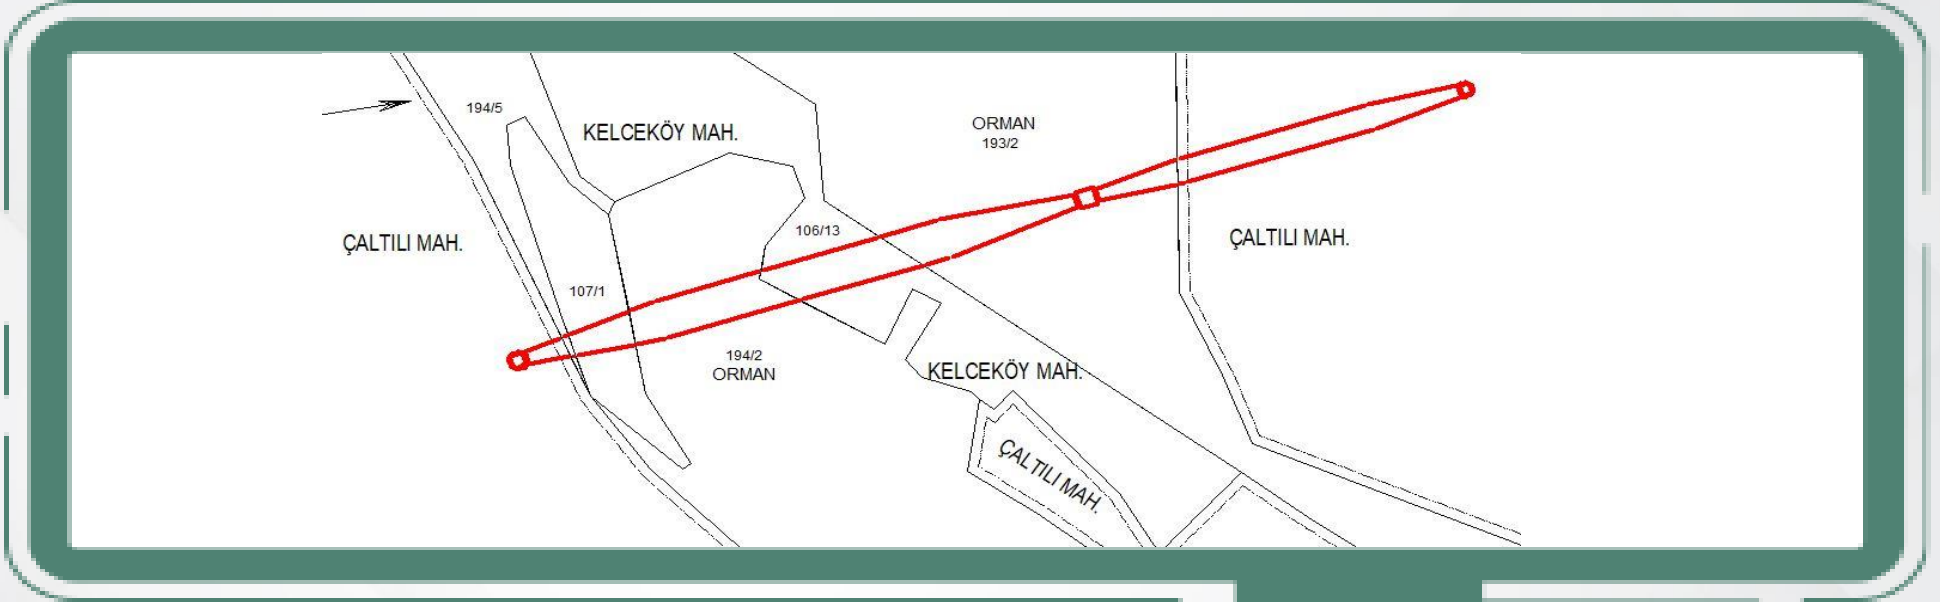 194/5
KELCEKÖY MAH.
ORMAN
193/2
ÇALTILI MAH.
106/13
ÇALTILI MAH.
107/1
194/2
ORMAN
KELCEKÖY MAH.
ÇALTILI MAH.